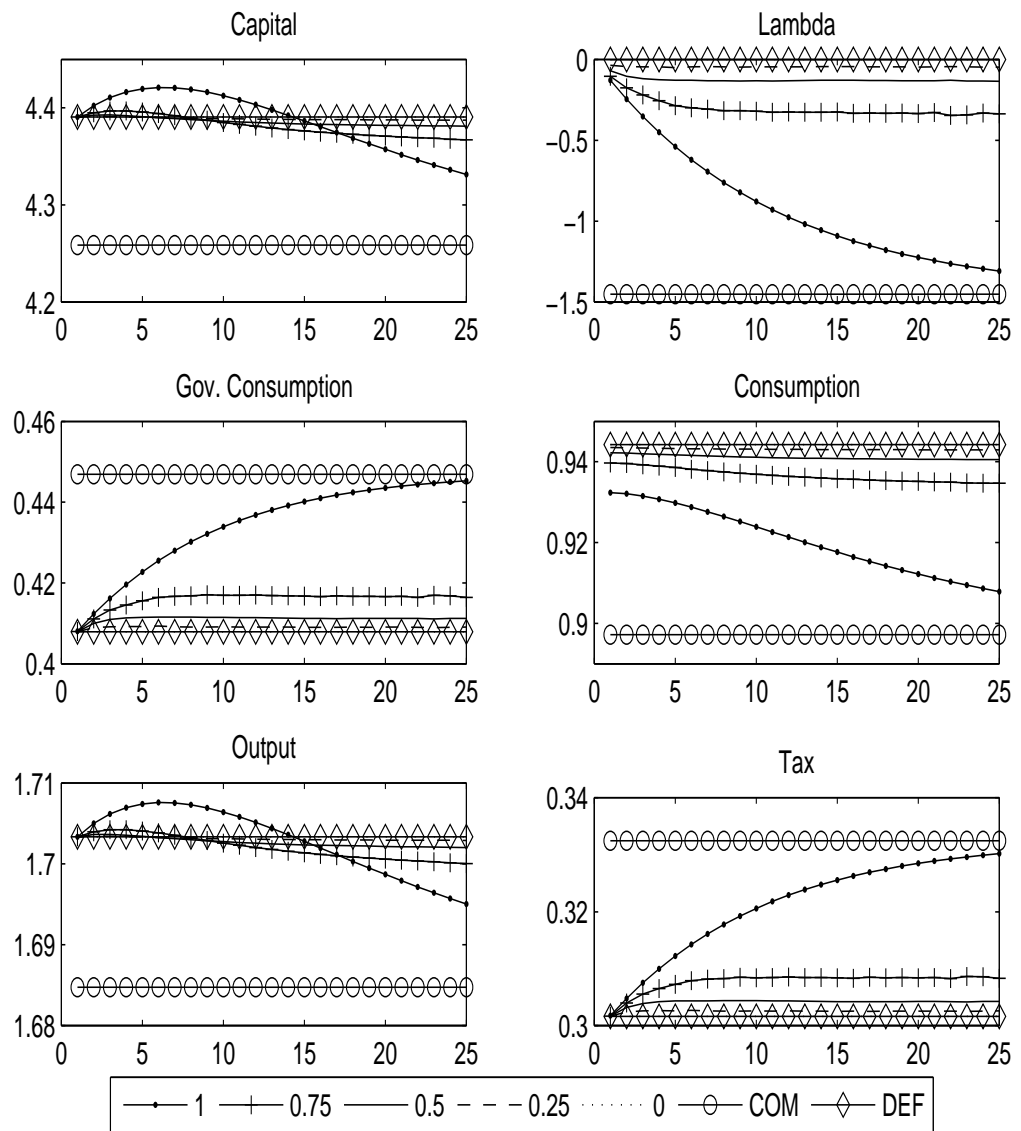 Capital
4.4
4.3
4.2
0 5 10 15 20 25
Lambda
0
−0.5
−1
−1.5
0 5 10 15 20 25
Gov. Consumption
0.46
0.44
0.42
0.4
0 5 10 15 20 25
Consumption
0.94
0.92
0.9
0 5 10 15 20 25
Output
1.71
1.7
1.69
1.68
0 5 10 15 20 25
Tax
0.34
0.32
0.3
0 5 10 15 20 25
1 0.75 0.5 0.25 0 COM DEF